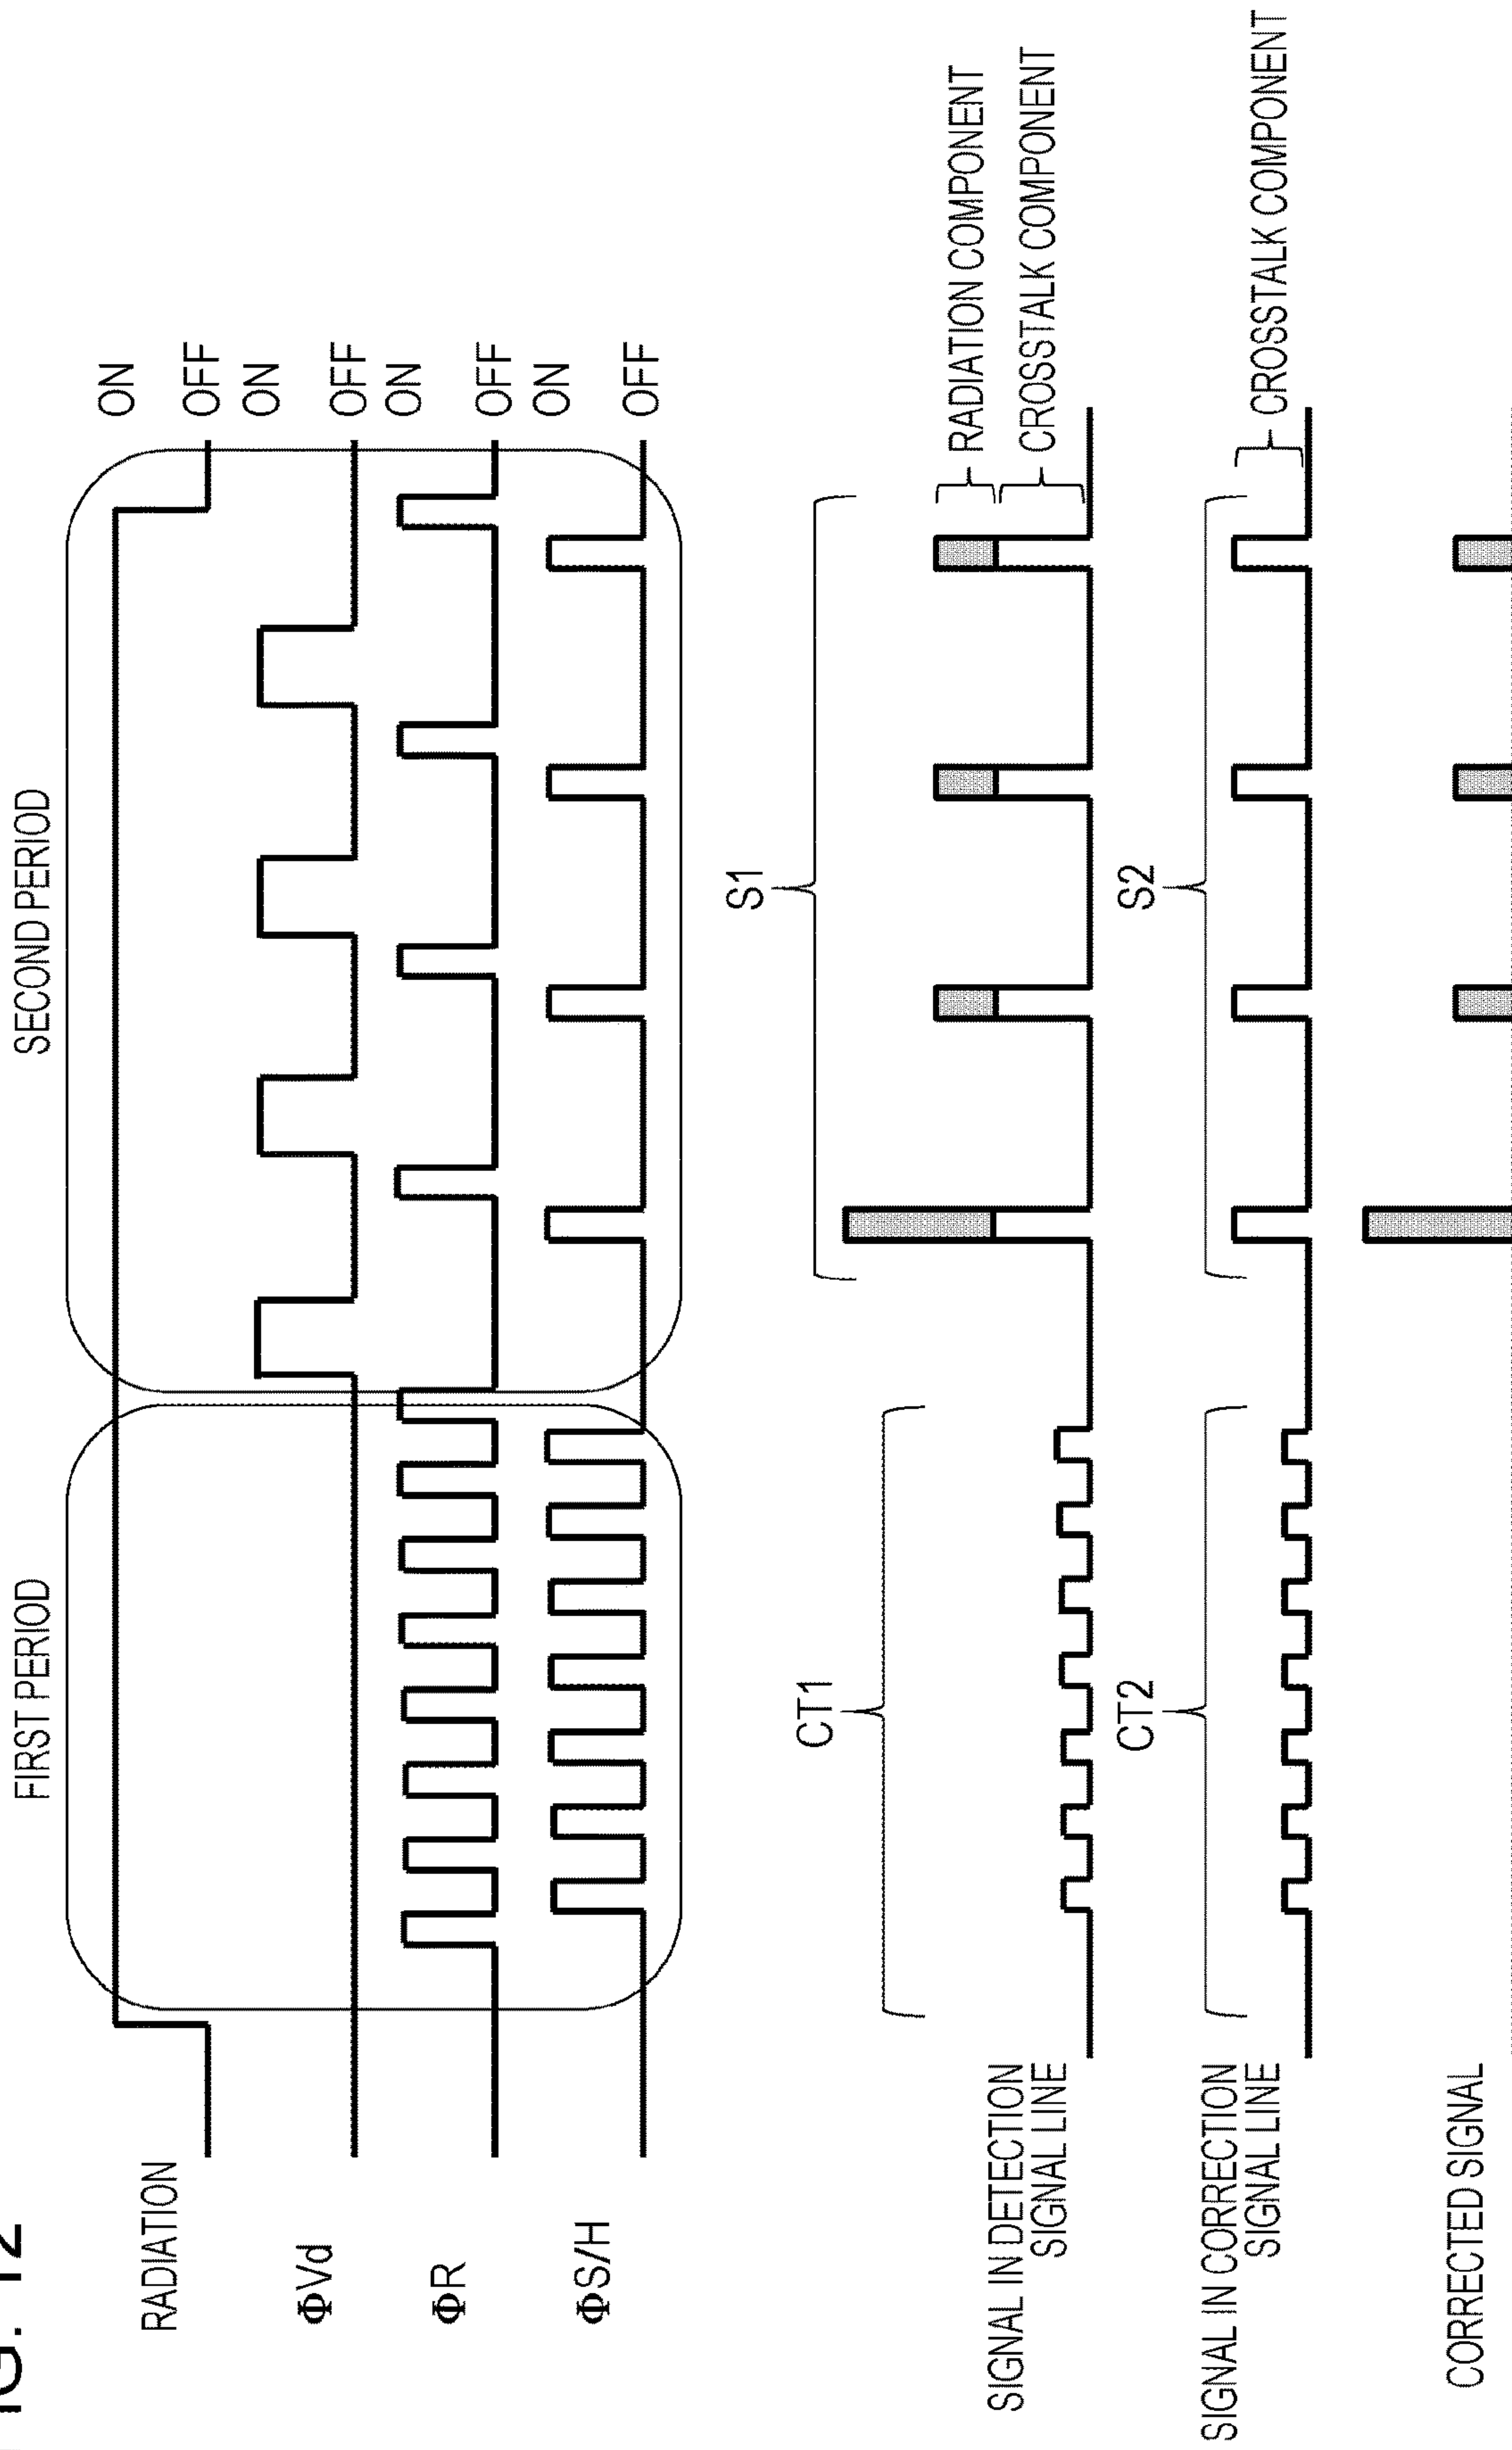 FIG. 12
FIRST PERIOD
SECOND PERIOD
RADIATION
ON
OFF
ΦVd
ON
OFF
ΦR
ON
OFF
ΦS/H
ON
OFF
CT1
S1
SIGNAL IN DETECTION
SIGNAL LINE
RADIATION COMPONENT
CROSSTALK COMPONENT
CT2
S2
SIGNAL IN CORRECTION
SIGNAL LINE
CROSSTALK COMPONENT
CORRECTED SIGNAL